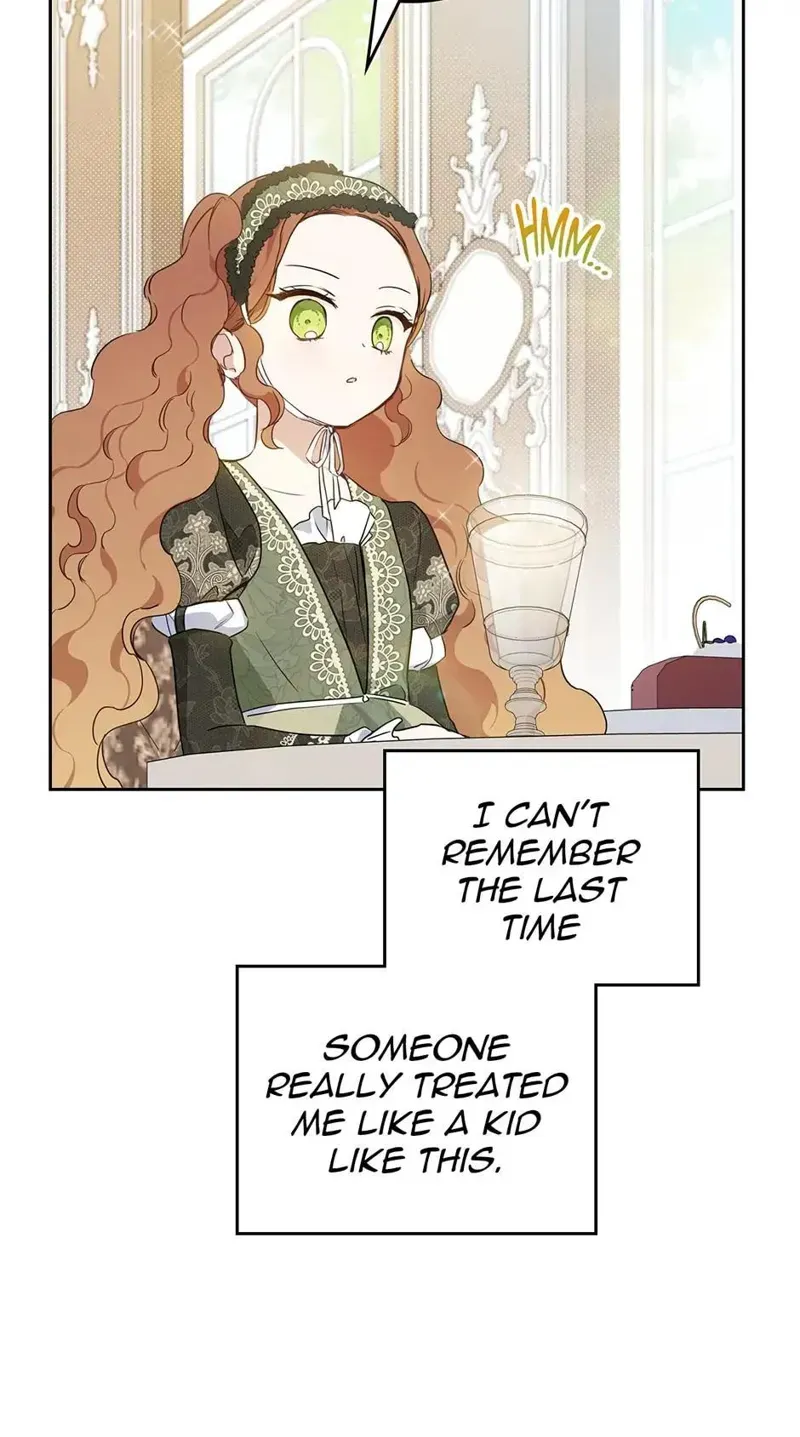 HMM...
I CAN'T
REMEMBER
THE LAST
TIME
SOMEONE
REALLY TREATED
ME LIKE A KID
LIKE THIS.